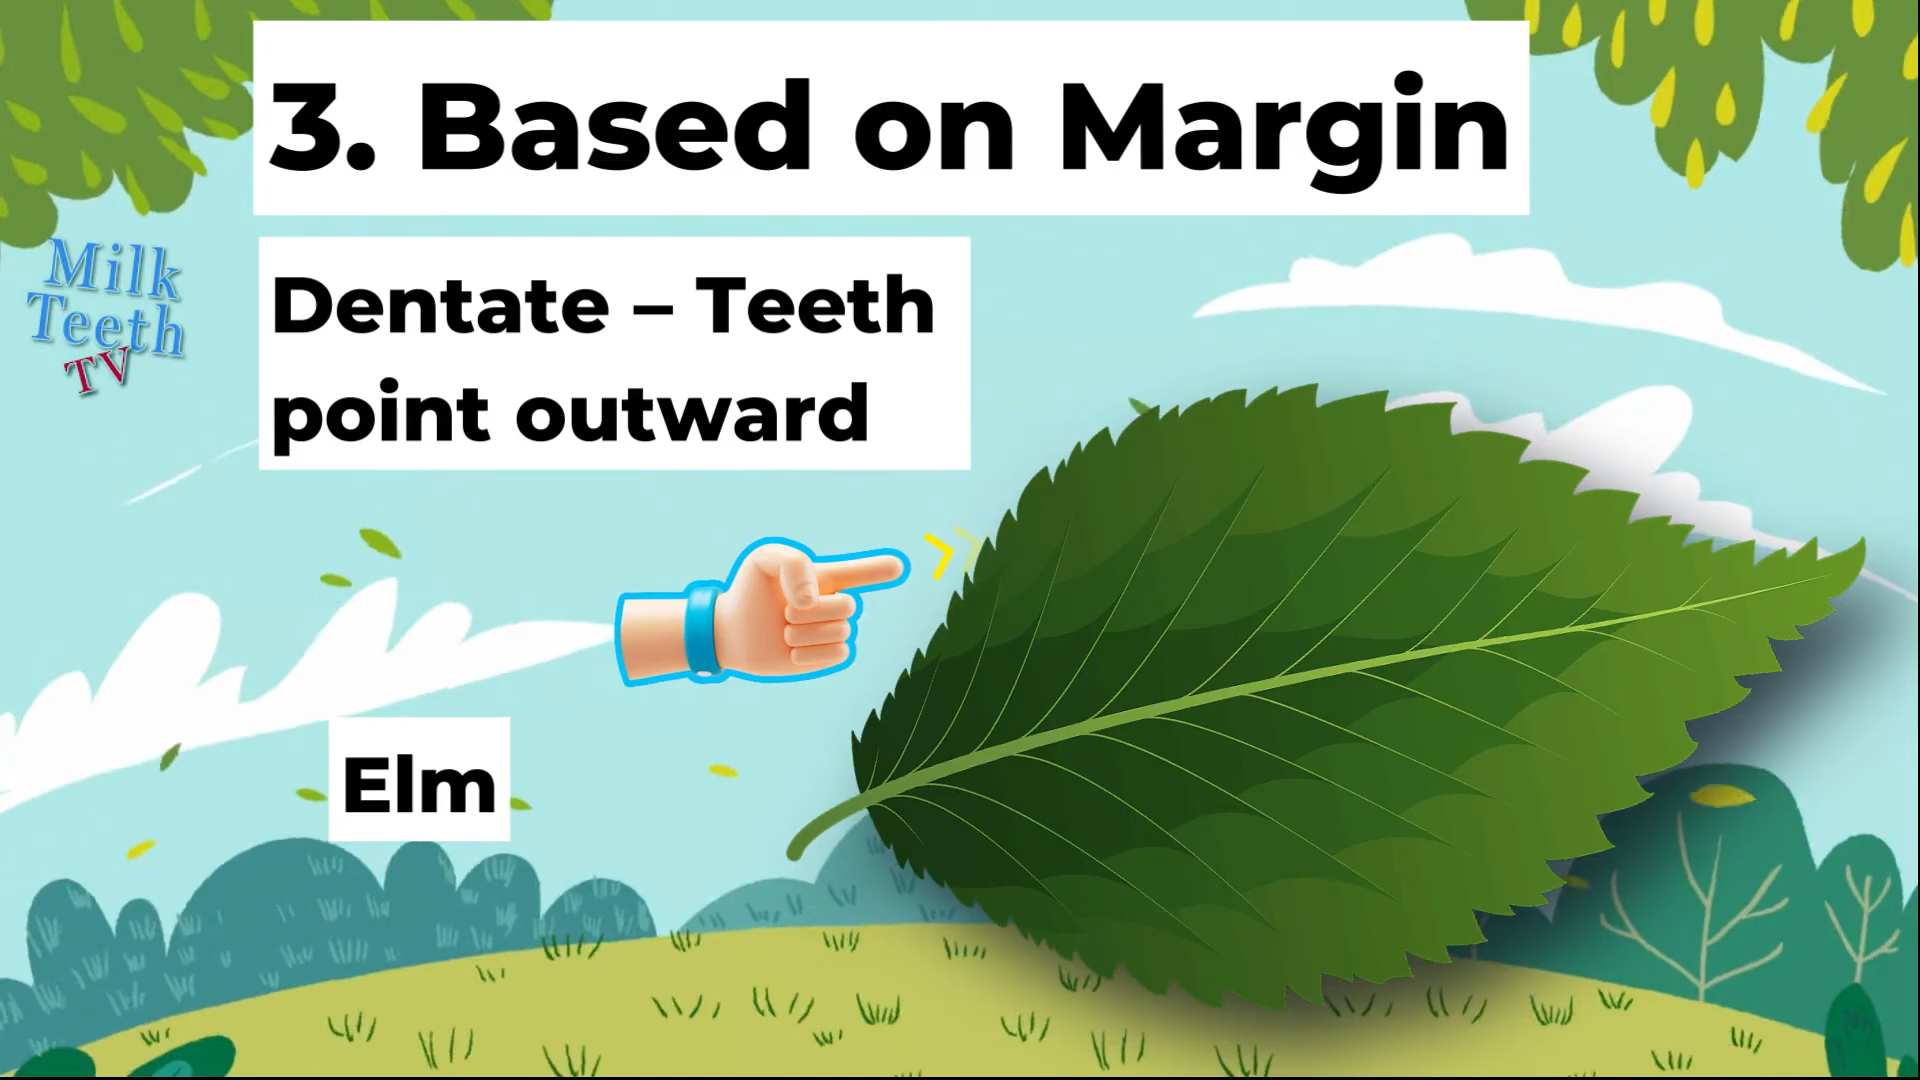 3. Based on Margin
Milk
Teeth
TV
Dentate – Teeth
point outward
Elm